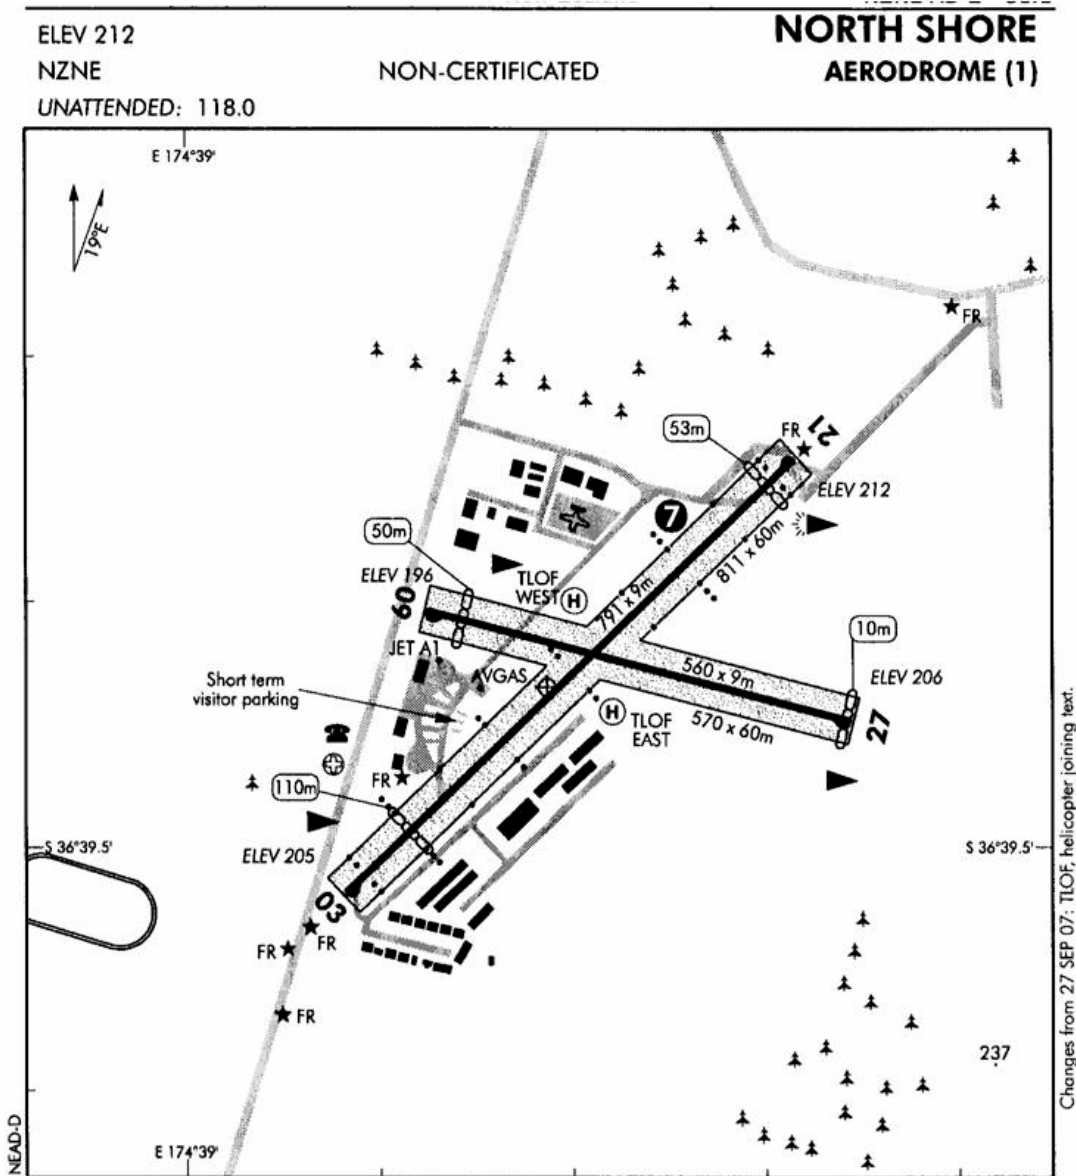 ELEV 212
NORTH SHORE
NZNE
NON-CERTIFICATED
AERODROME (1)
UNATTENDED: 118.0
E 174°39'
19°E
FR
53m
FR
21
ELEV 212
7
50m
811 x 60m
ELEV 196
TLOF
WEST
H
09
791 x 9m
10m
JET A1
560 x 9m
ELEV 206
Short term
visitor parking
AVGAS
H
TLOF
EAST
570 x 60m
27
FR
110m
S 36°39.5'
S 36°39.5'
ELEV 205
03
FR
FR
FR
237
E 174°39'
NEAD-D
Changes from 27 SEP 07: TLOF, helicopter joining text.